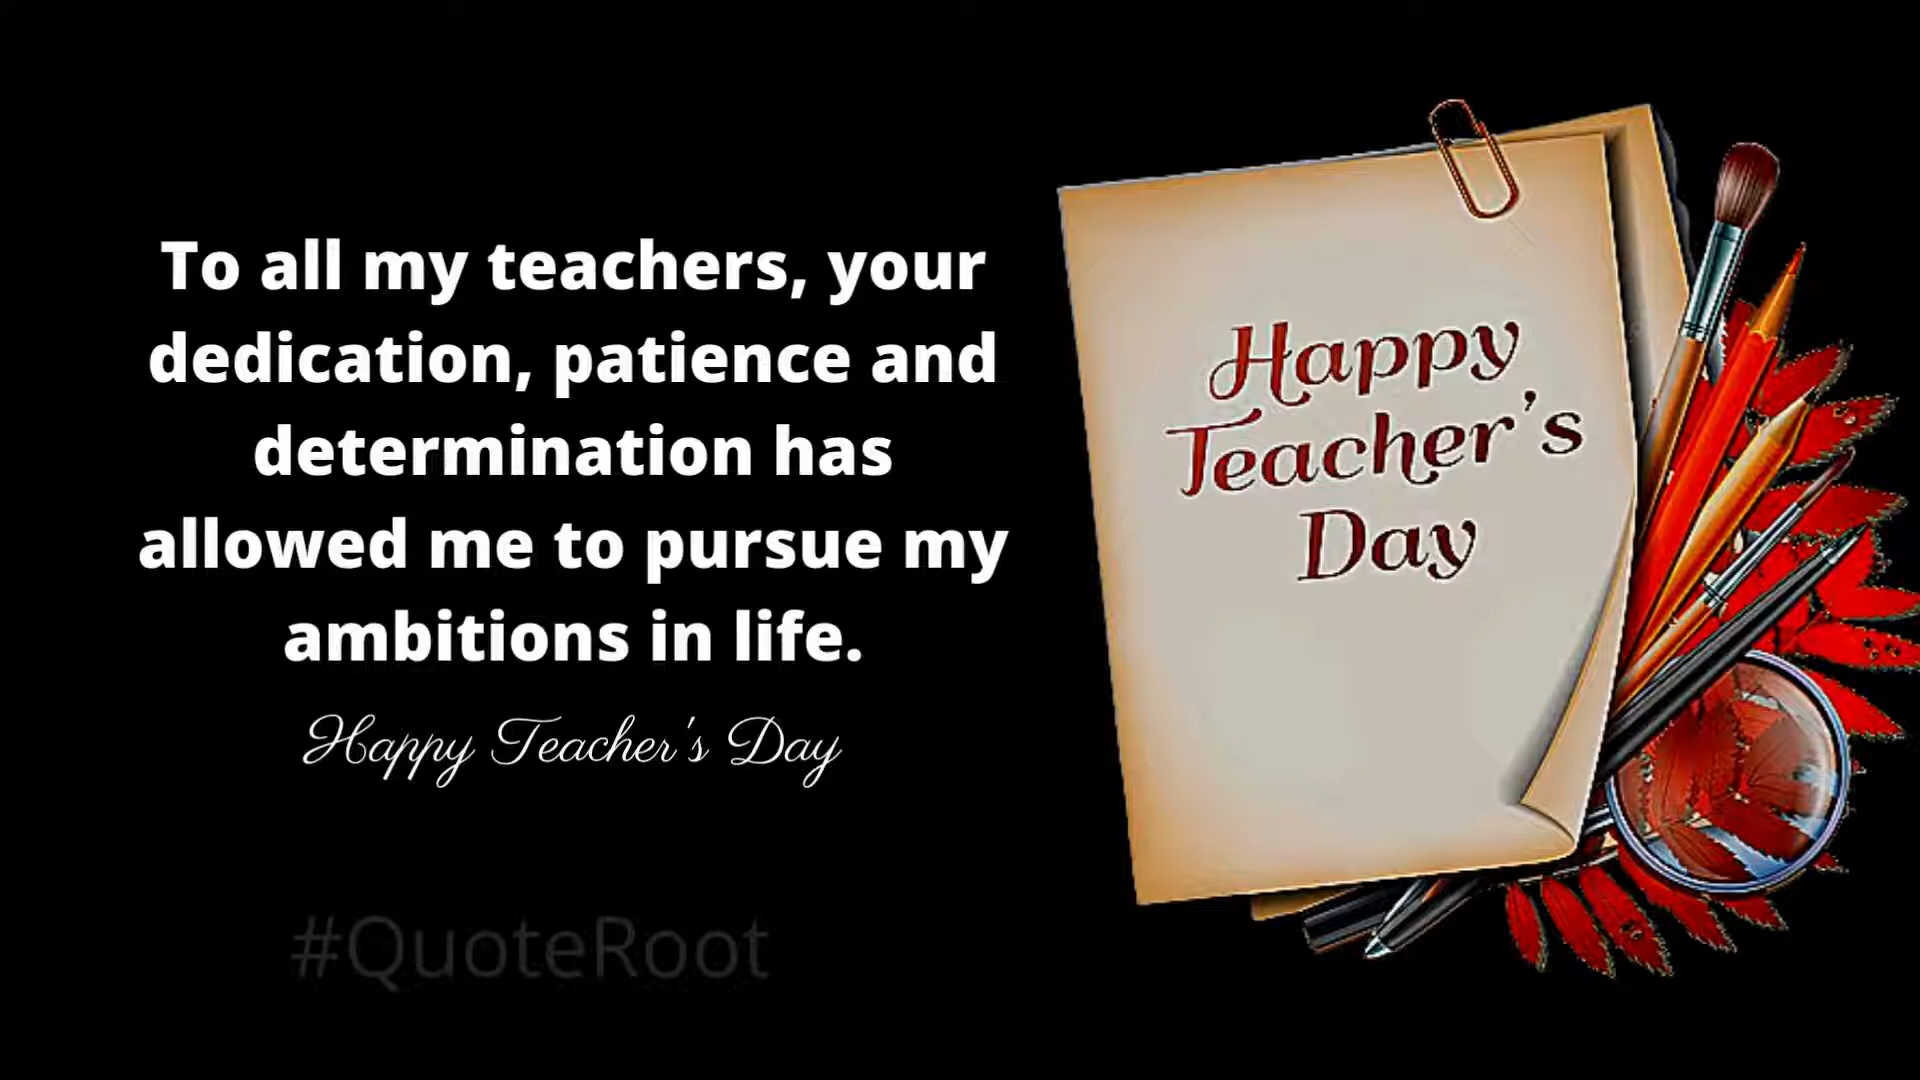 To all my teachers, your
dedication, patience and
determination has
allowed me to pursue my
ambitions in life.
Happy Teacher's Day
#QuoteRoot
Happy
Teacher's
Day